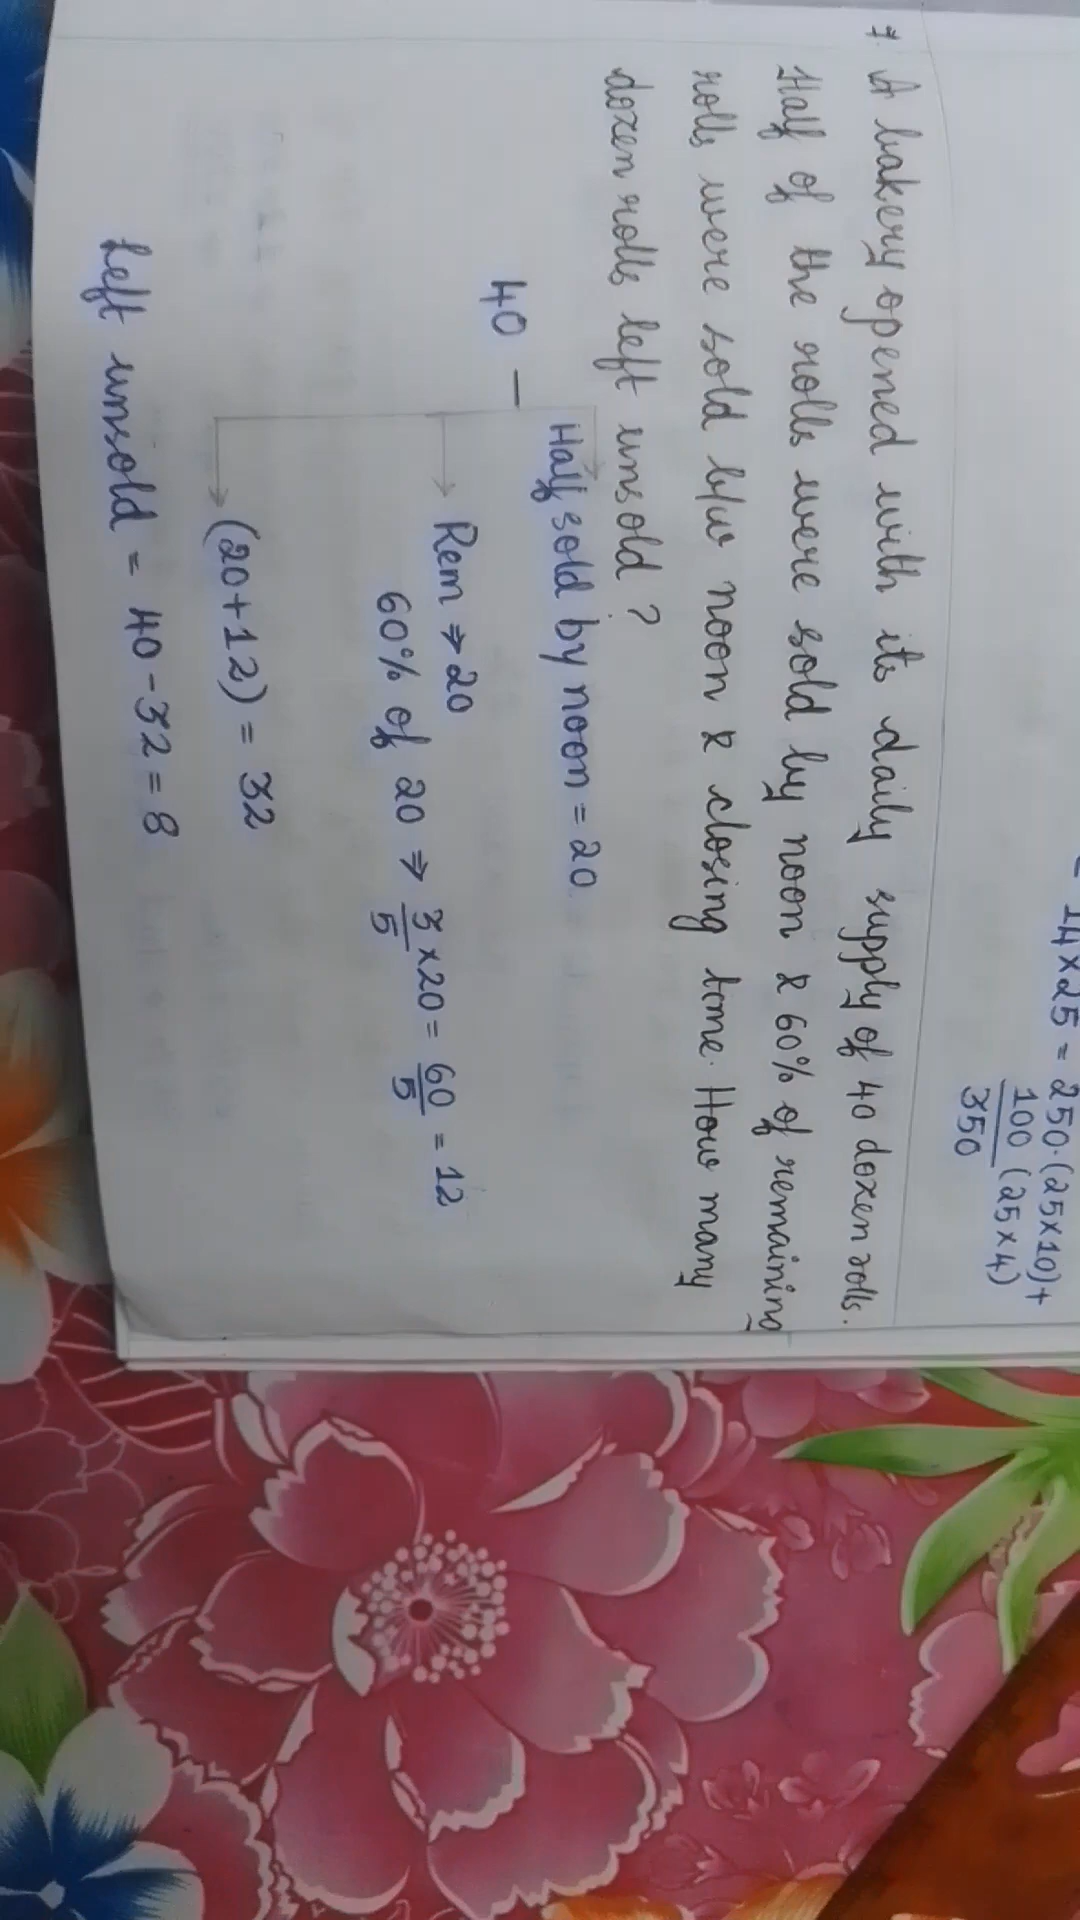 14×25 = 250.(25×10)+
100 (25×4)
350
7. A bakery opened with its daily supply of 40 dozen rolls.
Half of the rolls were sold by noon & 60% of remaining
rolls were sold b/w noon & closing time. How many
dozen rolls left unsold?
Half sold by noon = 20
40 –
Rem ⇒ 20
60% of 20 ⇒ 3/5 ×20 = 60/5 = 12
(20+12) = 32
Left unsold = 40-32 = 8